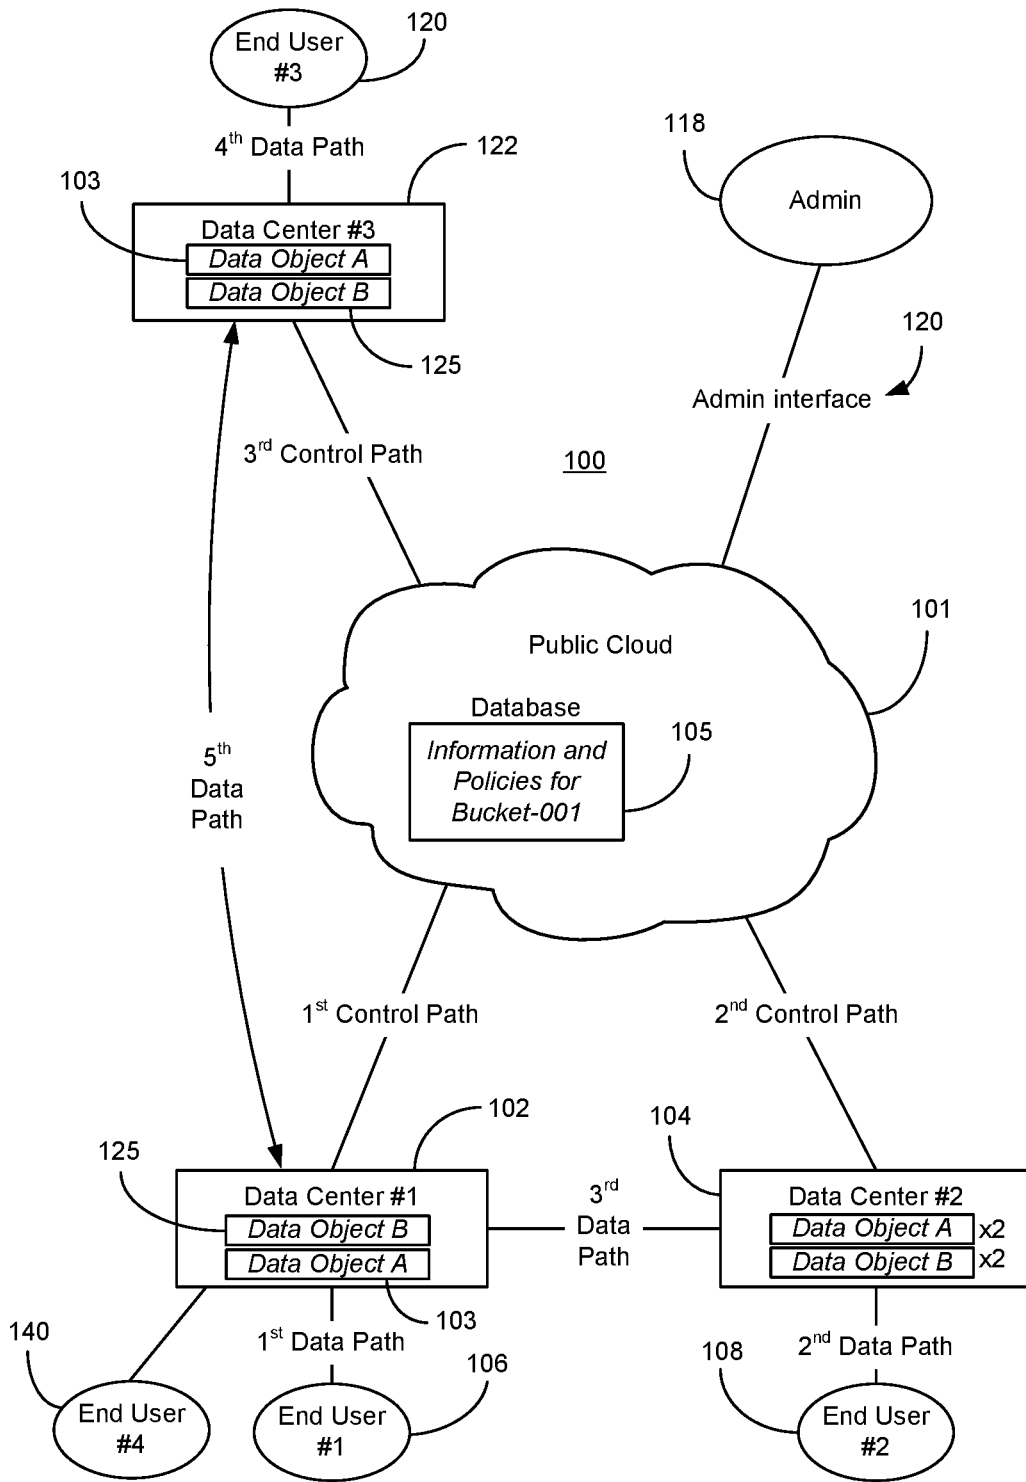 120
End User
#3
4th Data Path
122
118
103
Admin
Data Center #3
Data Object A
Data Object B
125
120
Admin interface
3rd Control Path
100
101
Public Cloud
Database
105
Information and
Policies for
Bucket-001
5th
Data
Path
1st Control Path
2nd Control Path
102
104
125
Data Center #1
Data Object B
Data Object A
3rd
Data
Path
Data Center #2
Data Object A x2
Data Object B x2
103
140
1st Data Path
106
108
2nd Data Path
End User
#4
End User
#1
End User
#2